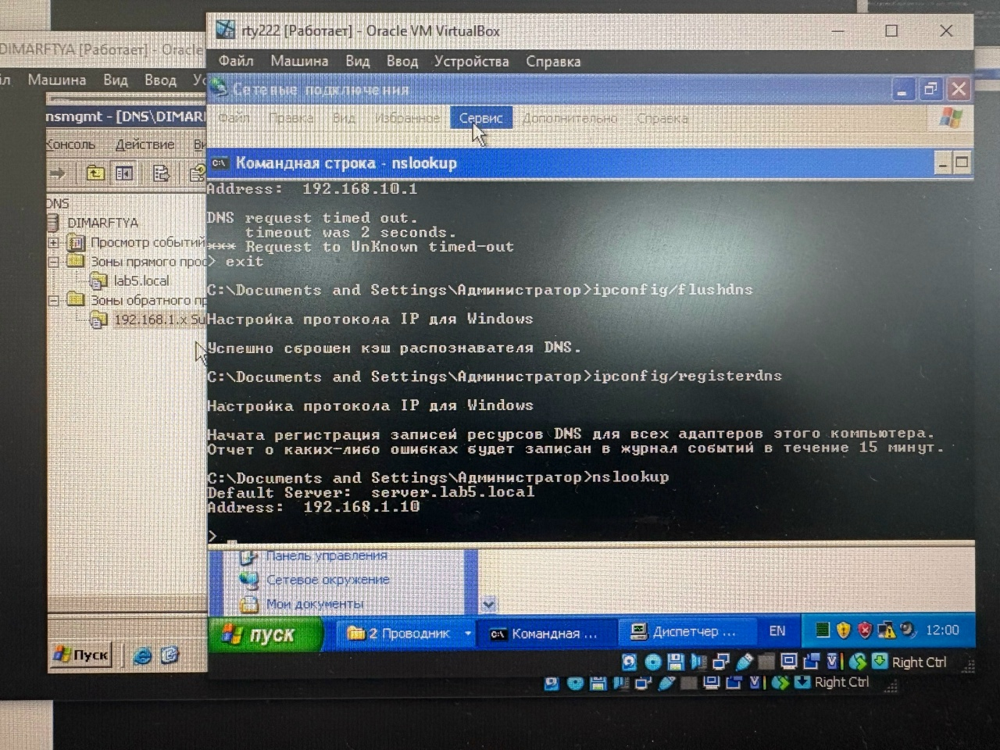 rty222 [Работает] - Oracle VM VirtualBox
DIMARFTYA [Работает] - Oracle
Файл Машина Вид Ввод Устройства Справка
Машина Вид Ввод
Сетевые подключения
nsmgmt - [DNS\DIMARF
Файл Правка Вид Избранное Сервис Дополнительно Справка
Консоль Действие
Командная строка - nslookup
Address: 192.168.10.1
DNS
DNS request timed out.
DIMARFTYA
timeout was 2 seconds.
Просмотр событий
*** Request to UnKnown timed-out
Зоны прямого
> exit
lab5.local
C:\Documents and Settings\Администратор>ipconfig/flushdns
Зоны обратного
192.168.1.x
Настройка протокола IP для Windows
Успешно сброшен кэш распознавателя DNS.
C:\Documents and Settings\Администратор>ipconfig/registerdns
Настройка протокола IP для Windows
Начата регистрация записей ресурсов DNS для всех адаптеров этого компьютера.
Отчет о каких-либо ошибках будет записан в журнал событий в течение 15 минут.
C:\Documents and Settings\Администратор>nslookup
Default Server: server.lab5.local
Address: 192.168.1.10
>
Панель управления
Сетевое окружение
Мои документы
пуск 2 Проводник Командная ... Диспетчер ... EN 12:00
Пуск
Right Ctrl
Right Ctrl